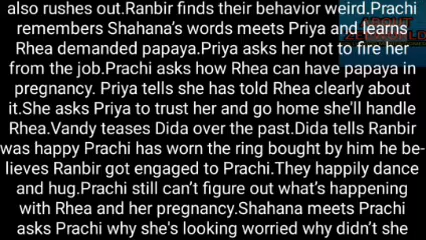 also rushes out.Ranbir finds their behavior weird.Prachi
remembers Shahana's words meets Priya and learns
Rhea demanded papaya.Priya asks her not to fire her
from the job.Prachi asks how Rhea can have papaya in
pregnancy. Priya tells she has told Rhea clearly about
it.She asks Priya to trust her and go home she'll handle
Rhea.Vandy teases Dida over the past.Dida tells Ranbir
was happy Prachi has worn the ring bought by him he be-
lieves Ranbir got engaged to Prachi.They happily dance
and hug.Prachi still can't figure out what's happening
with Rhea and her pregnancy.Shahana meets Prachi
asks Prachi why she's looking worried why didn't she